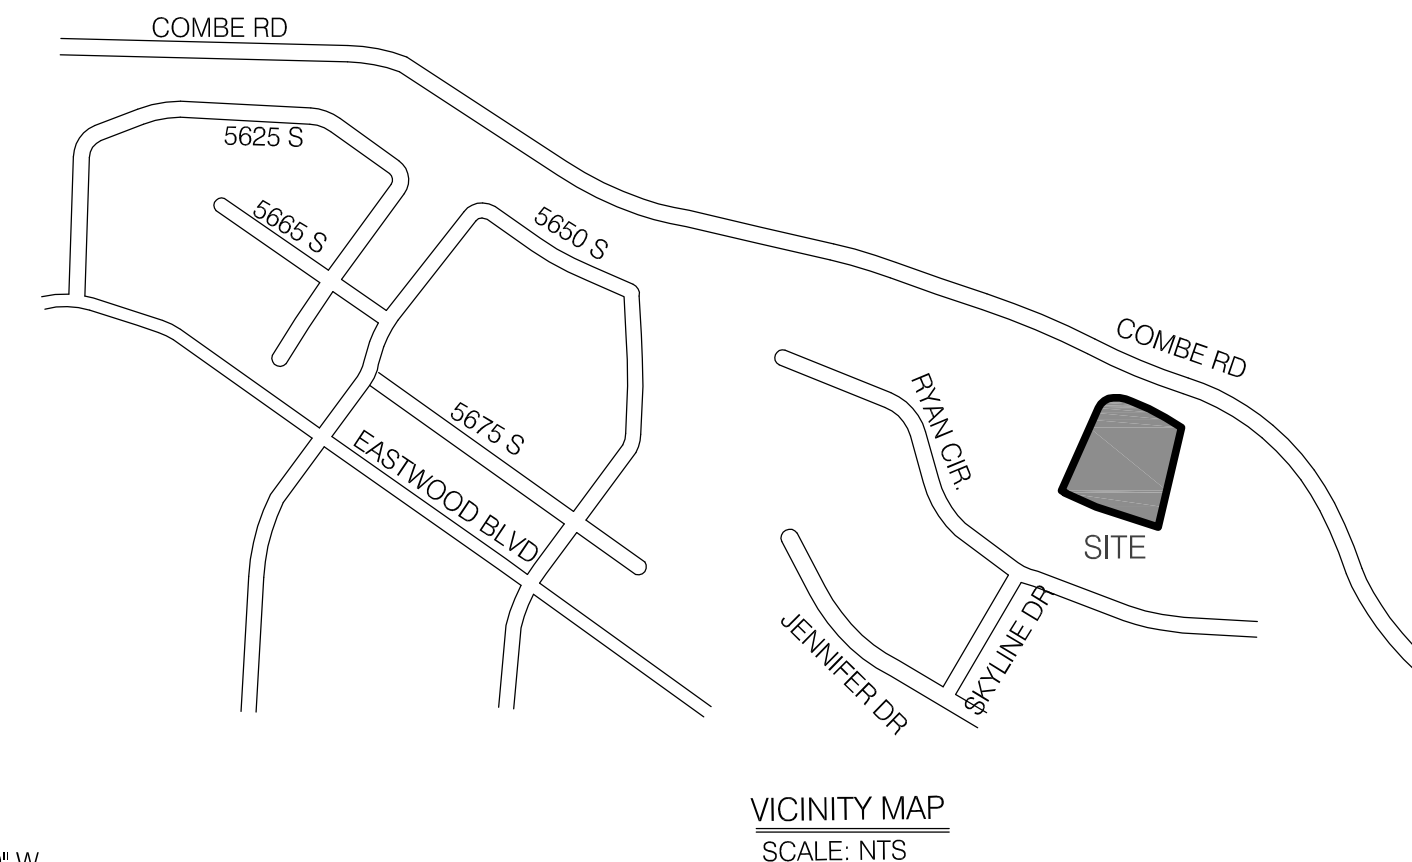 COMBE RD
5625 S
5665 S
5650 S
COMBE RD
RYAN CIR.
5675 S
EASTWOOD BLVD
SITE
SKYLINE DR
JENNIFER DR
VICINITY MAP
SCALE: NTS
" W